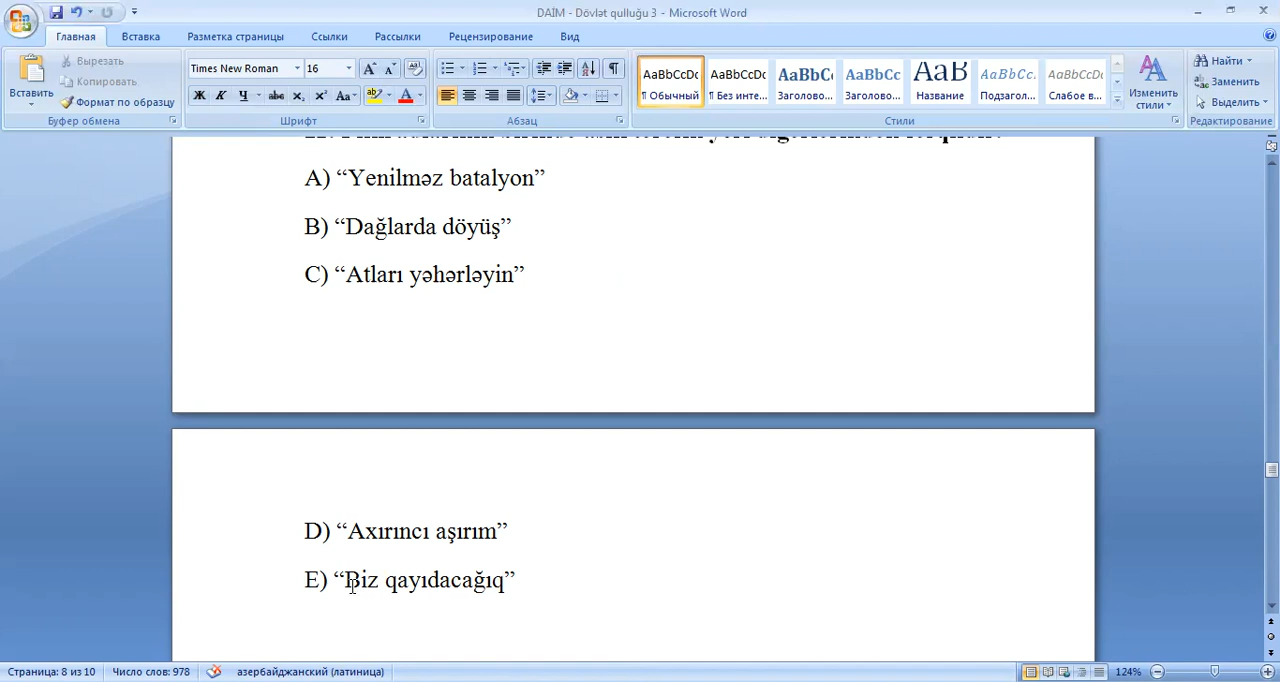 DAİM - Dövlət qulluğu 3 - Microsoft Word
Главная Вставка Разметка страницы Ссылки Рассылки Рецензирование Вид
Вставить
Вырезать
Копировать
Формат по образцу
Буфер обмена
Times New Roman 16
Шрифт
Абзац
AaBbCcDc AaBbCcDc AaBbC AaBbCc AaB AaBbCc. AaBbCcDc
¶ Обычный ¶ Без инте... Заголово... Заголово... Название Подзагол... Слабое в...
Стили
Изменить стили
Найти
Заменить
Выделить
Редактирование
A) “Yenilməz batalyon”
B) “Dağlarda döyüş”
C) “Atları yəhərləyin”
D) “Axırıncı aşırım”
E) “Biz qayıdacağıq”
Страница: 8 из 10 Число слов: 978 азербайджанский (латиница) 124%